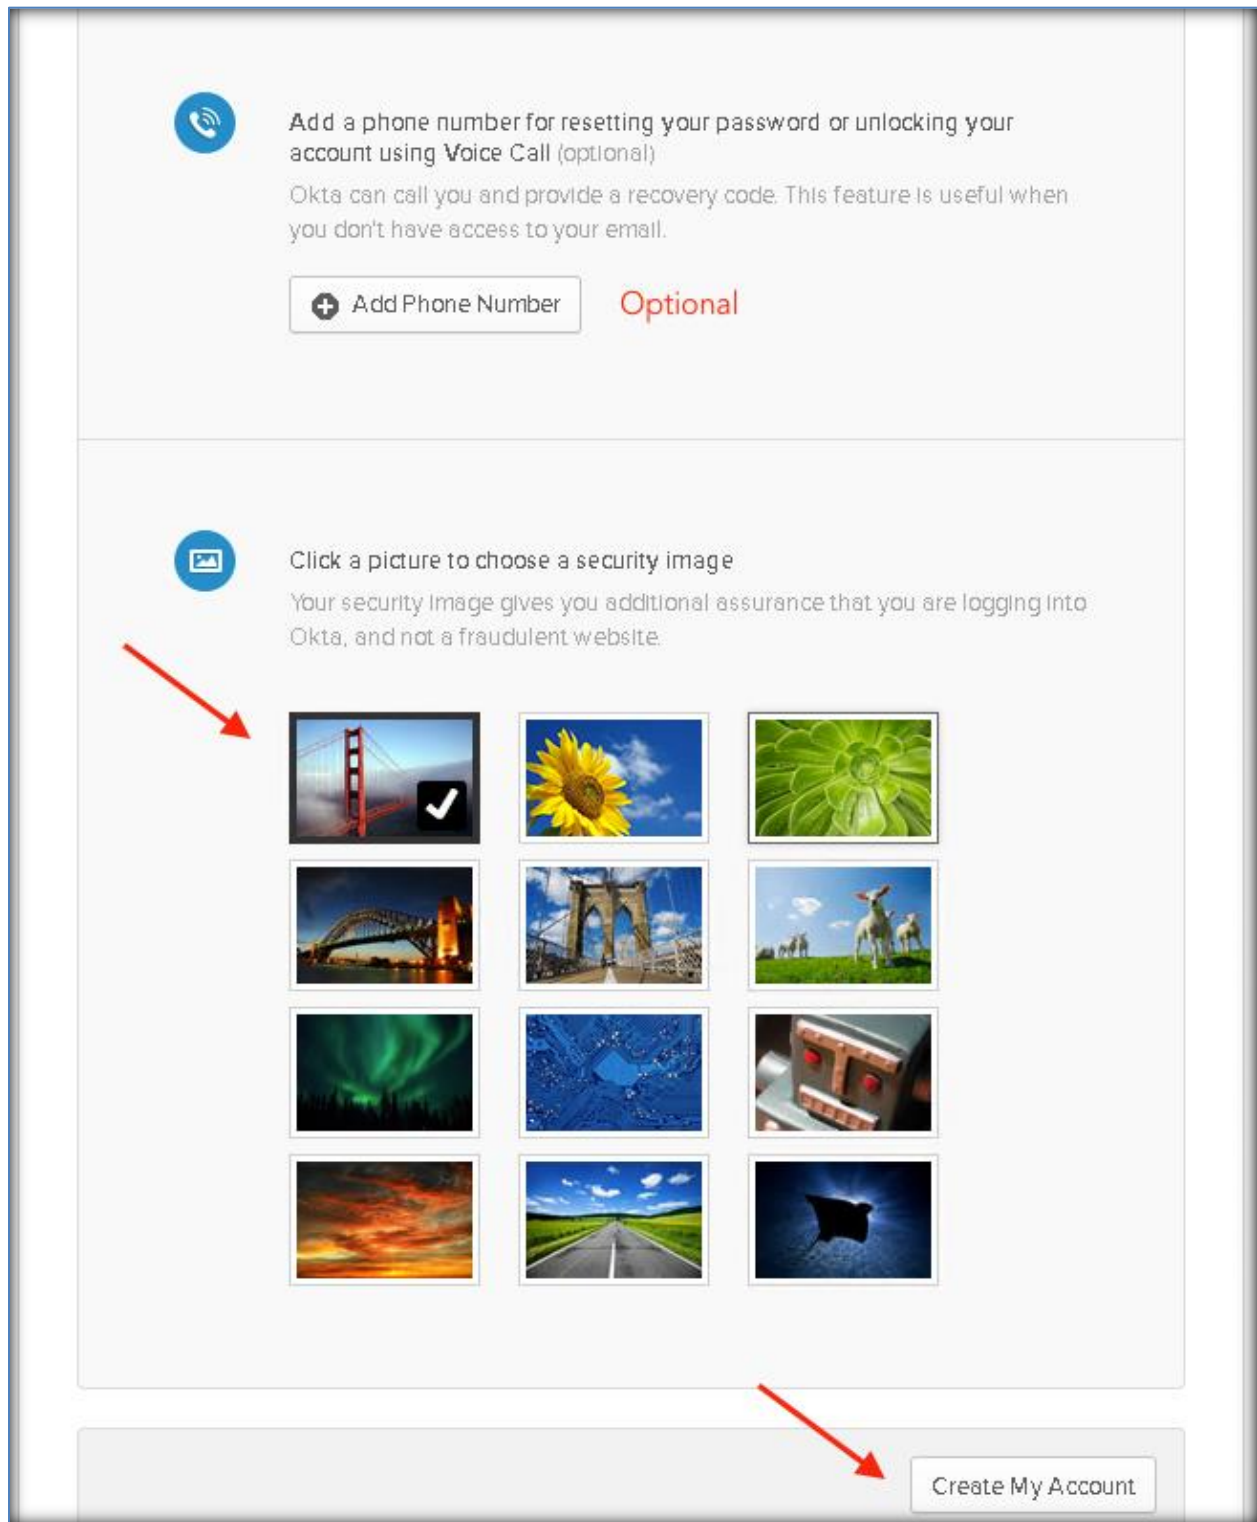 Add a phone number for resetting your password or unlocking your
account using Voice Call (optional)
Okta can call you and provide a recovery code. This feature is useful when
you don't have access to your email.
Add Phone Number
Optional
Click a picture to choose a security image
Your security image gives you additional assurance that you are logging into
Okta, and not a fraudulent website.
Create My Account